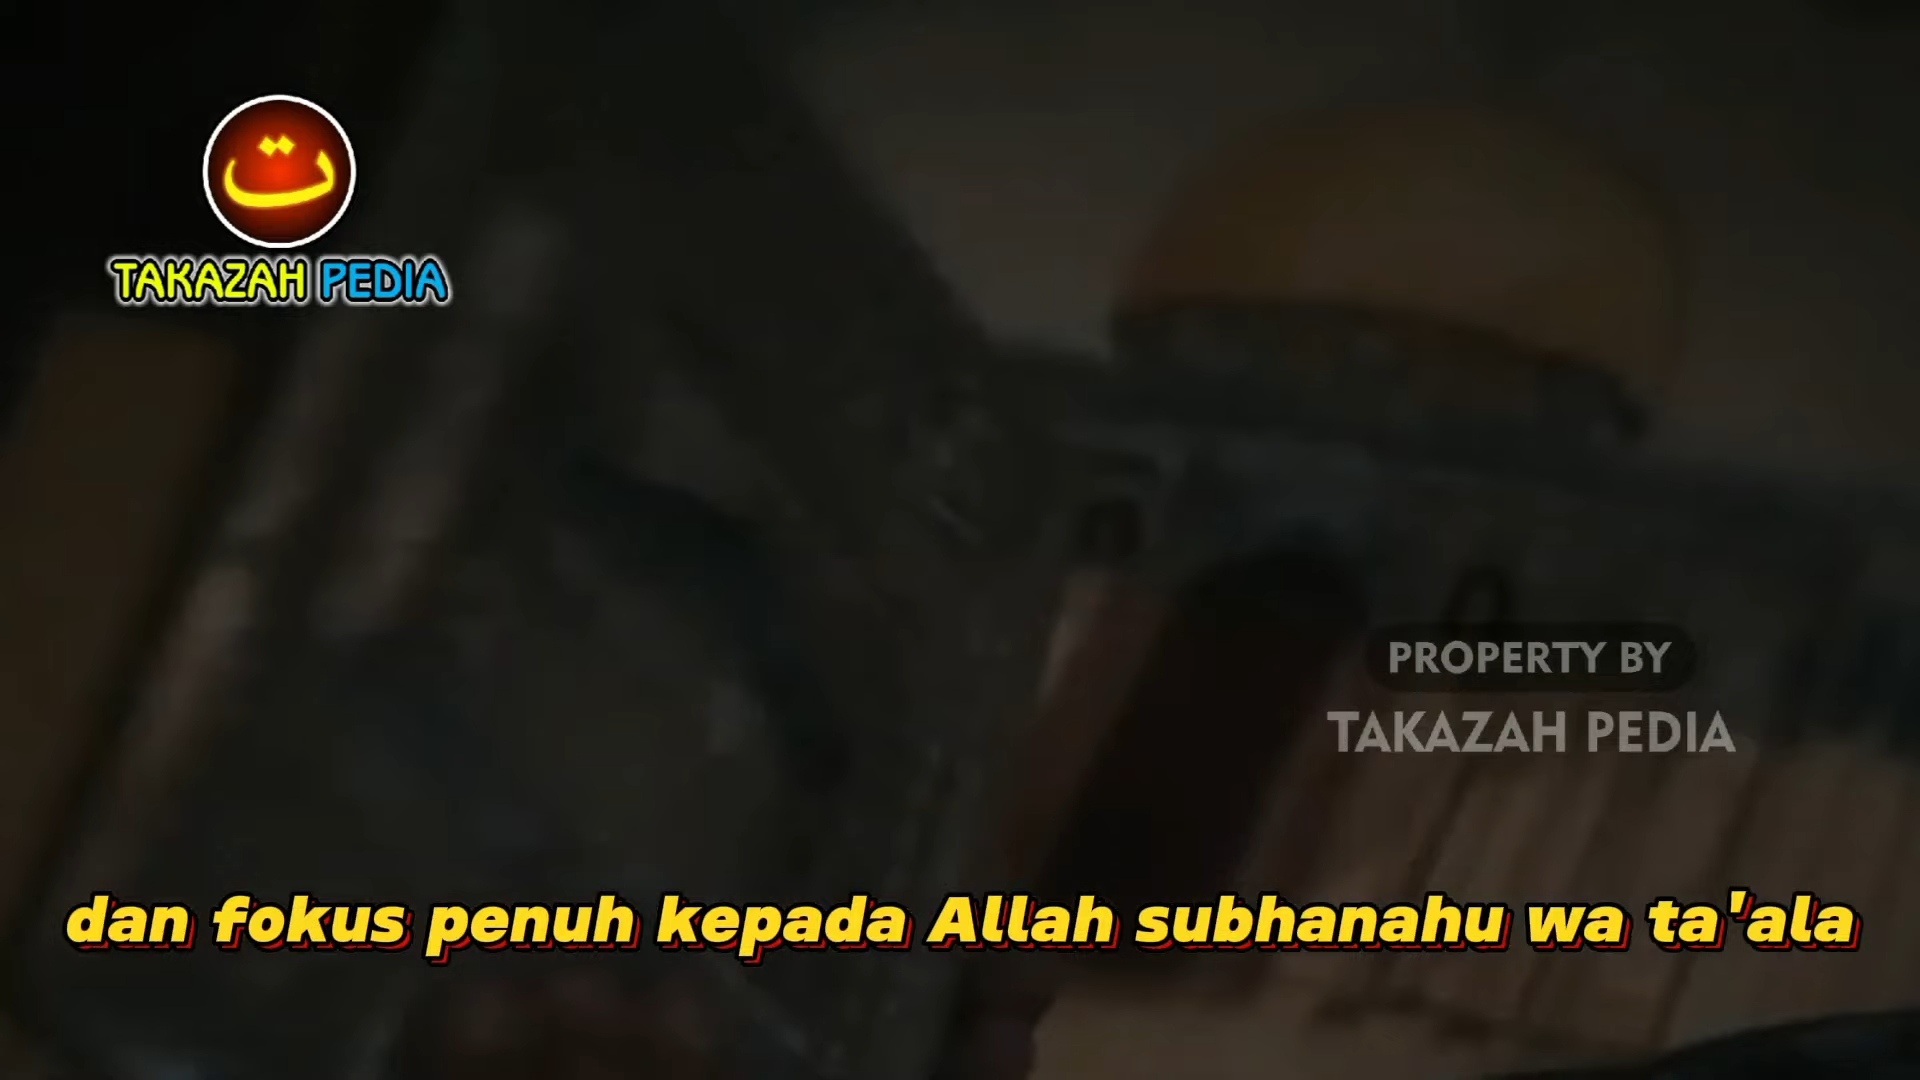 ت
TAKAZAH PEDIA
PROPERTY BY
TAKAZAH PEDIA
dan fokus penuh kepada Allah subhanahu wa ta'ala